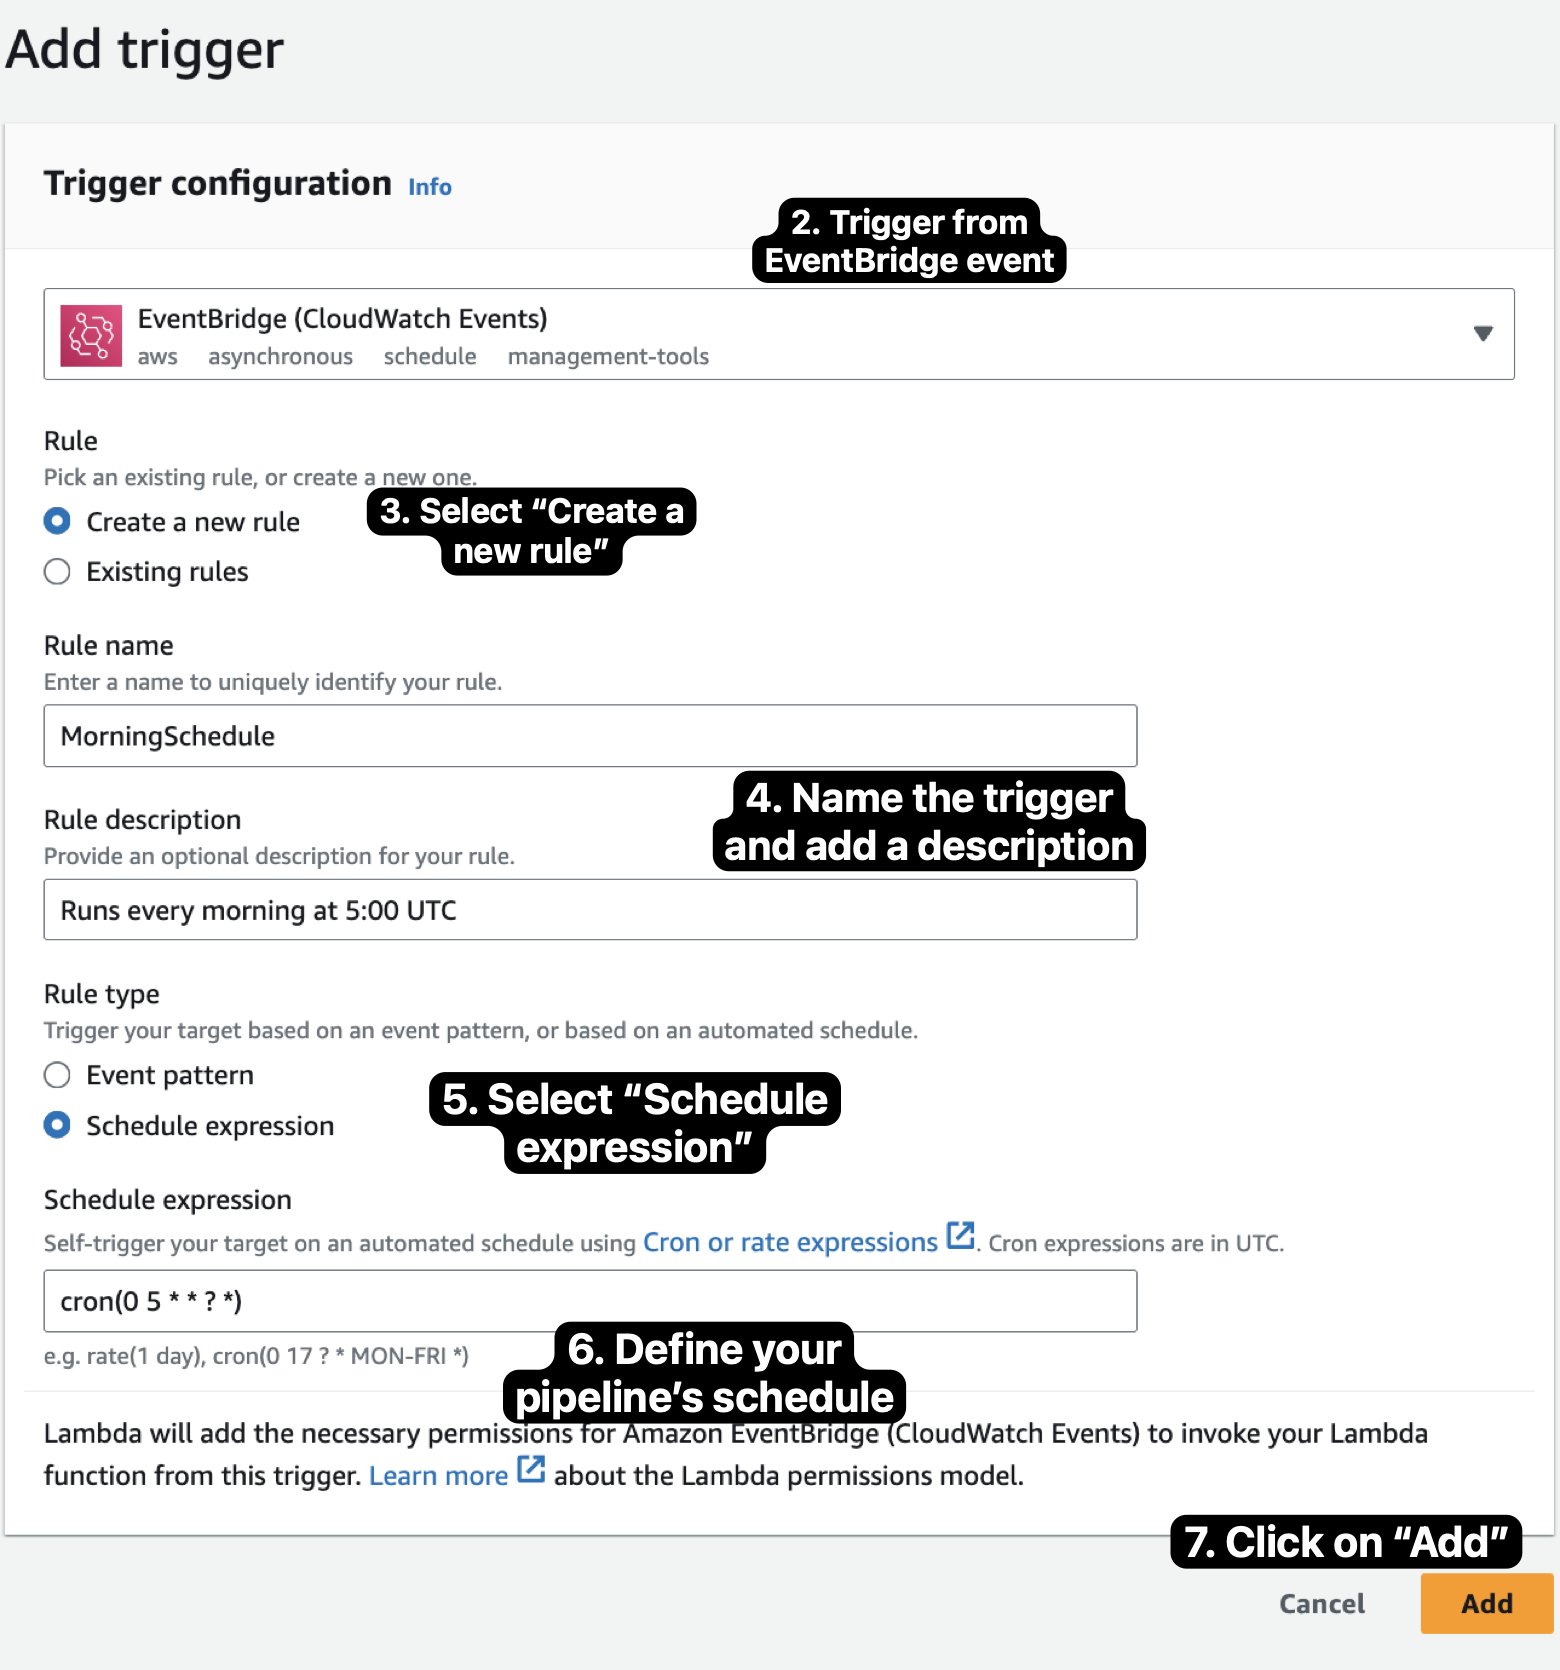 Add trigger
Trigger configuration Info
2. Trigger from
EventBridge event
EventBridge (CloudWatch Events)
aws asynchronous schedule management-tools
Rule
Pick an existing rule, or create a new one.
Create a new rule
3. Select “Create a
new rule”
Existing rules
Rule name
Enter a name to uniquely identify your rule.
MorningSchedule
4. Name the trigger
and add a description
Rule description
Provide an optional description for your rule.
Runs every morning at 5:00 UTC
Rule type
Trigger your target based on an event pattern, or based on an automated schedule.
Event pattern
5. Select “Schedule
expression”
Schedule expression
Schedule expression
Self-trigger your target on an automated schedule using Cron or rate expressions. Cron expressions are in UTC.
cron(0 5 * * ? *)
e.g. rate(1 day), cron(0 17 ? * MON-FRI *)
6. Define your
pipeline’s schedule
Lambda will add the necessary permissions for Amazon EventBridge (CloudWatch Events) to invoke your Lambda
function from this trigger. Learn more about the Lambda permissions model.
7. Click on “Add”
Cancel Add